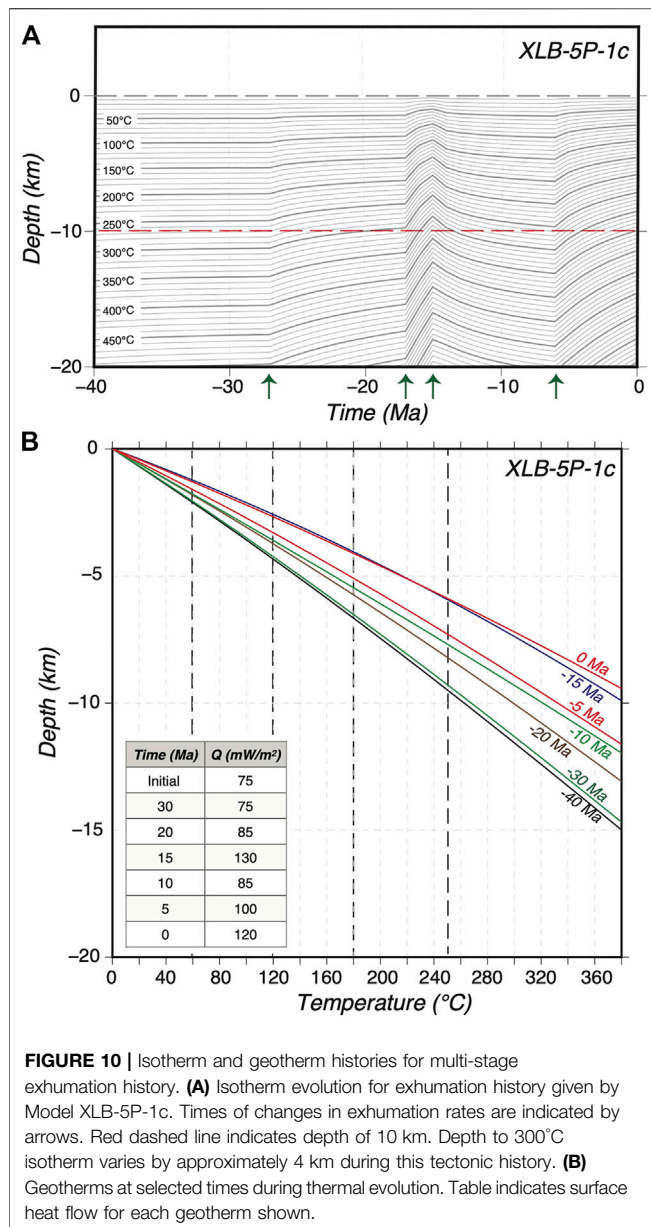 A
XLB-5P-1c
0
50°C
100°C
150°C
200°C
250°C
-10
300°C
350°C
400°C
450°C
-20
Depth (km)
-40
-30
-20
-10
0
Time (Ma)
B
0
XLB-5P-1c
-5
-10
-15
-20
Depth (km)
0 Ma
-15 Ma
-5 Ma
-10 Ma
-20 Ma
-30 Ma
-40 Ma
Time (Ma) Q (mW/m²)
Initial 75
30 75
20 85
15 130
10 85
5 100
0 120
0 60 120 180 240 300 360
Temperature (°C)
FIGURE 10 | Isotherm and geotherm histories for multi-stage
exhumation history. (A) Isotherm evolution for exhumation history given by
Model XLB-5P-1c. Times of changes in exhumation rates are indicated by
arrows. Red dashed line indicates depth of 10 km. Depth to 300°C
isotherm varies by approximately 4 km during this tectonic history. (B)
Geotherms at selected times during thermal evolution. Table indicates surface
heat flow for each geotherm shown.